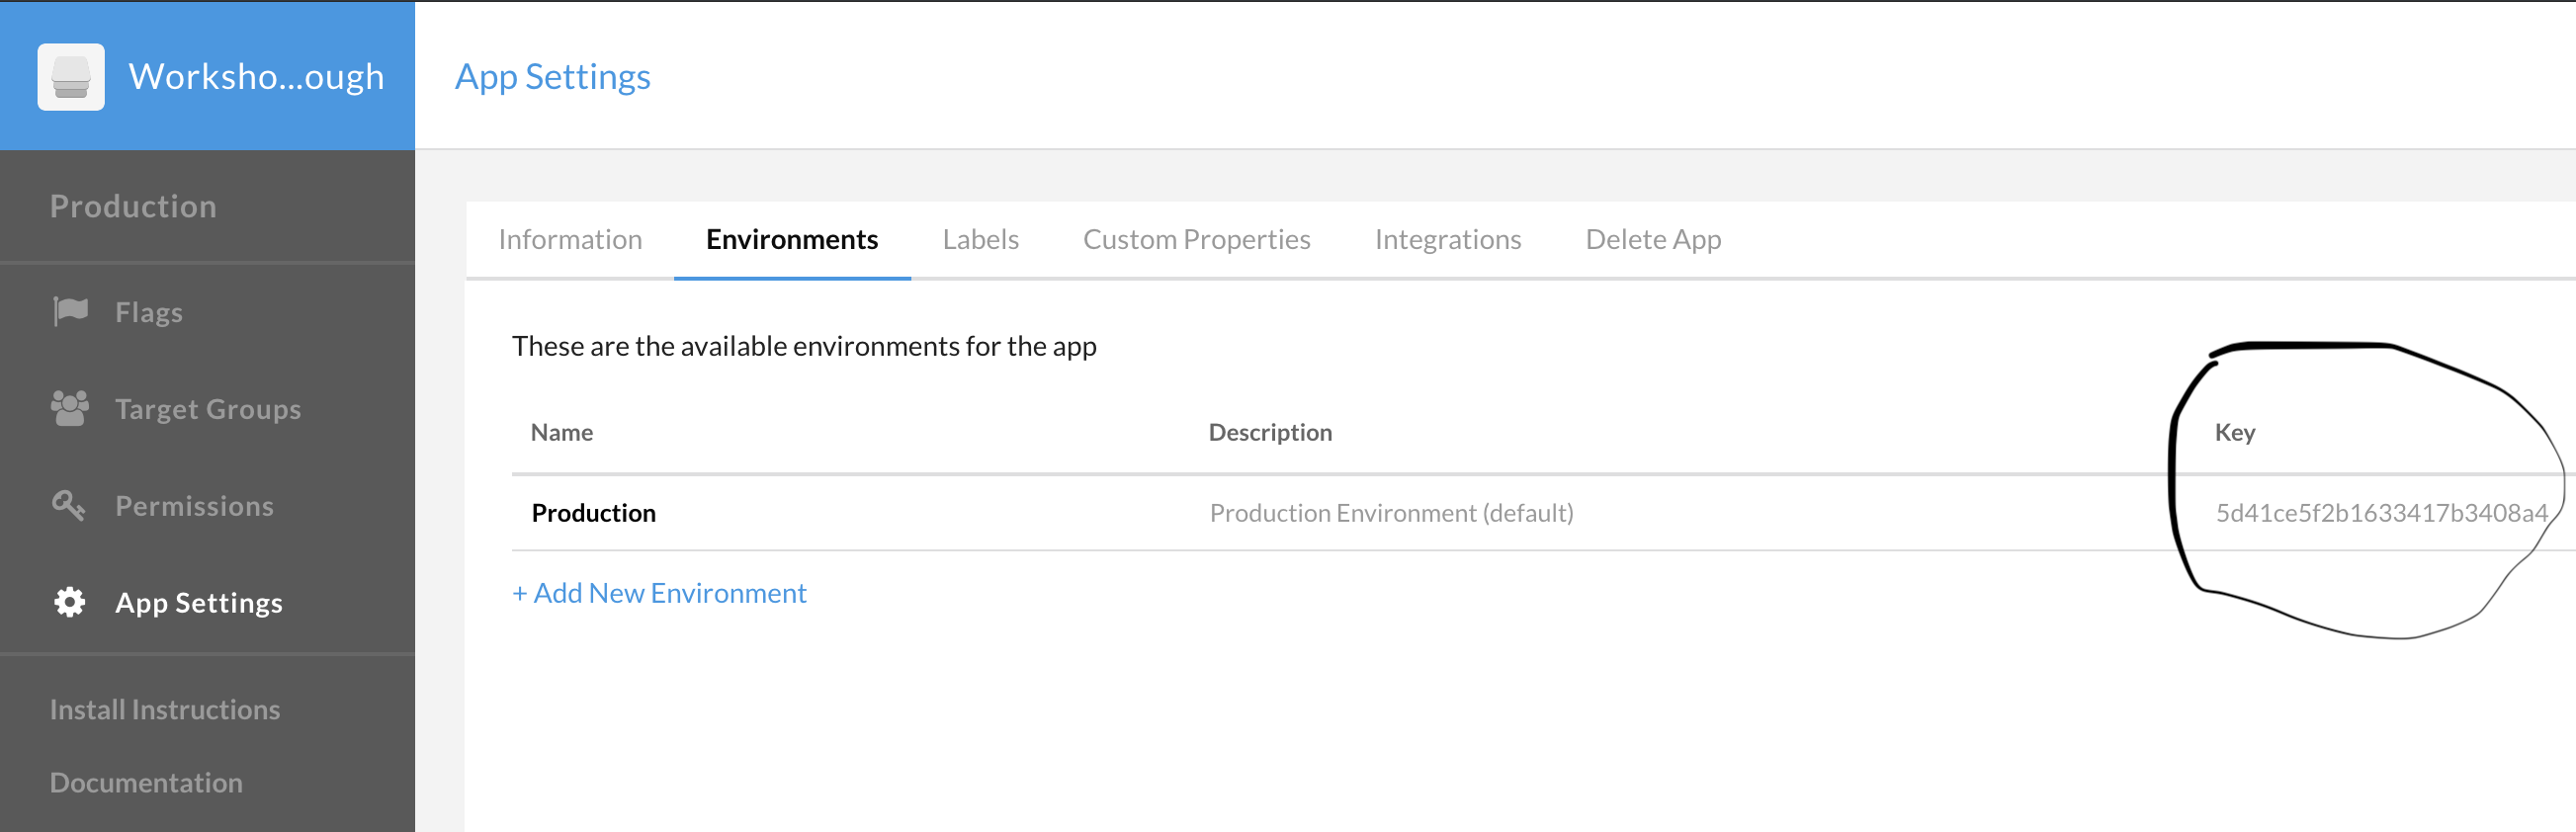 Worksho...ough
App Settings
Production
Flags
Target Groups
Permissions
App Settings
Install Instructions
Documentation
Information Environments Labels Custom Properties Integrations Delete App
These are the available environments for the app
Name Description Key
Production Production Environment (default) 5d41ce5f2b1633417b3408a4
+ Add New Environment